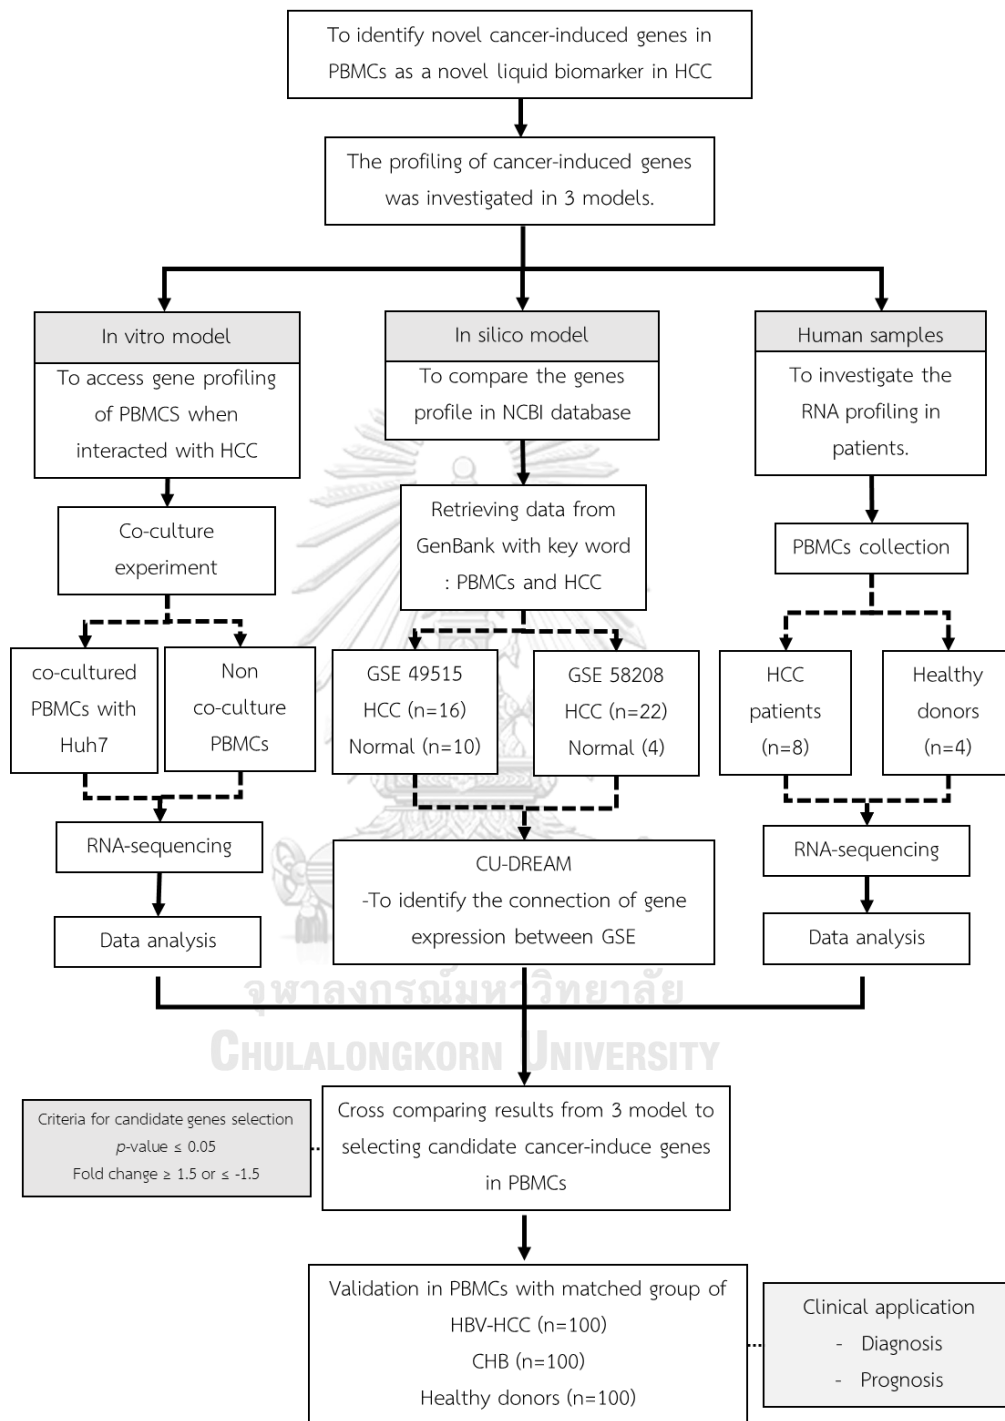 To identify novel cancer-induced genes in
PBMCs as a novel liquid biomarker in HCC
The profiling of cancer-induced genes
was investigated in 3 models.
In vitro model
To access gene profiling
of PBMCS when
interacted with HCC
Co-culture
experiment
co-cultured
PBMCs with
Huh7
Non
co-culture
PBMCs
RNA-sequencing
Data analysis
In silico model
To compare the genes
profile in NCBI database
Retrieving data from
GenBank with key word
: PBMCs and HCC
GSE 49515
HCC (n=16)
Normal (n=10)
GSE 58208
HCC (n=22)
Normal (4)
CU-DREAM
-To identify the connection of gene
expression between GSE
Human samples
To investigate the
RNA profiling in
patients.
PBMCs collection
HCC
patients
(n=8)
Healthy
donors
(n=4)
RNA-sequencing
Data analysis
จุฬาลงกรณ์มหาวิทยาลัย
CHULALONGKORN UNIVERSITY
Criteria for candidate genes selection
p-value ≤ 0.05
Fold change ≥ 1.5 or ≤ -1.5
Cross comparing results from 3 model to
selecting candidate cancer-induce genes
in PBMCs
Validation in PBMCs with matched group of
HBV-HCC (n=100)
CHB (n=100)
Healthy donors (n=100)
Clinical application
- Diagnosis
- Prognosis